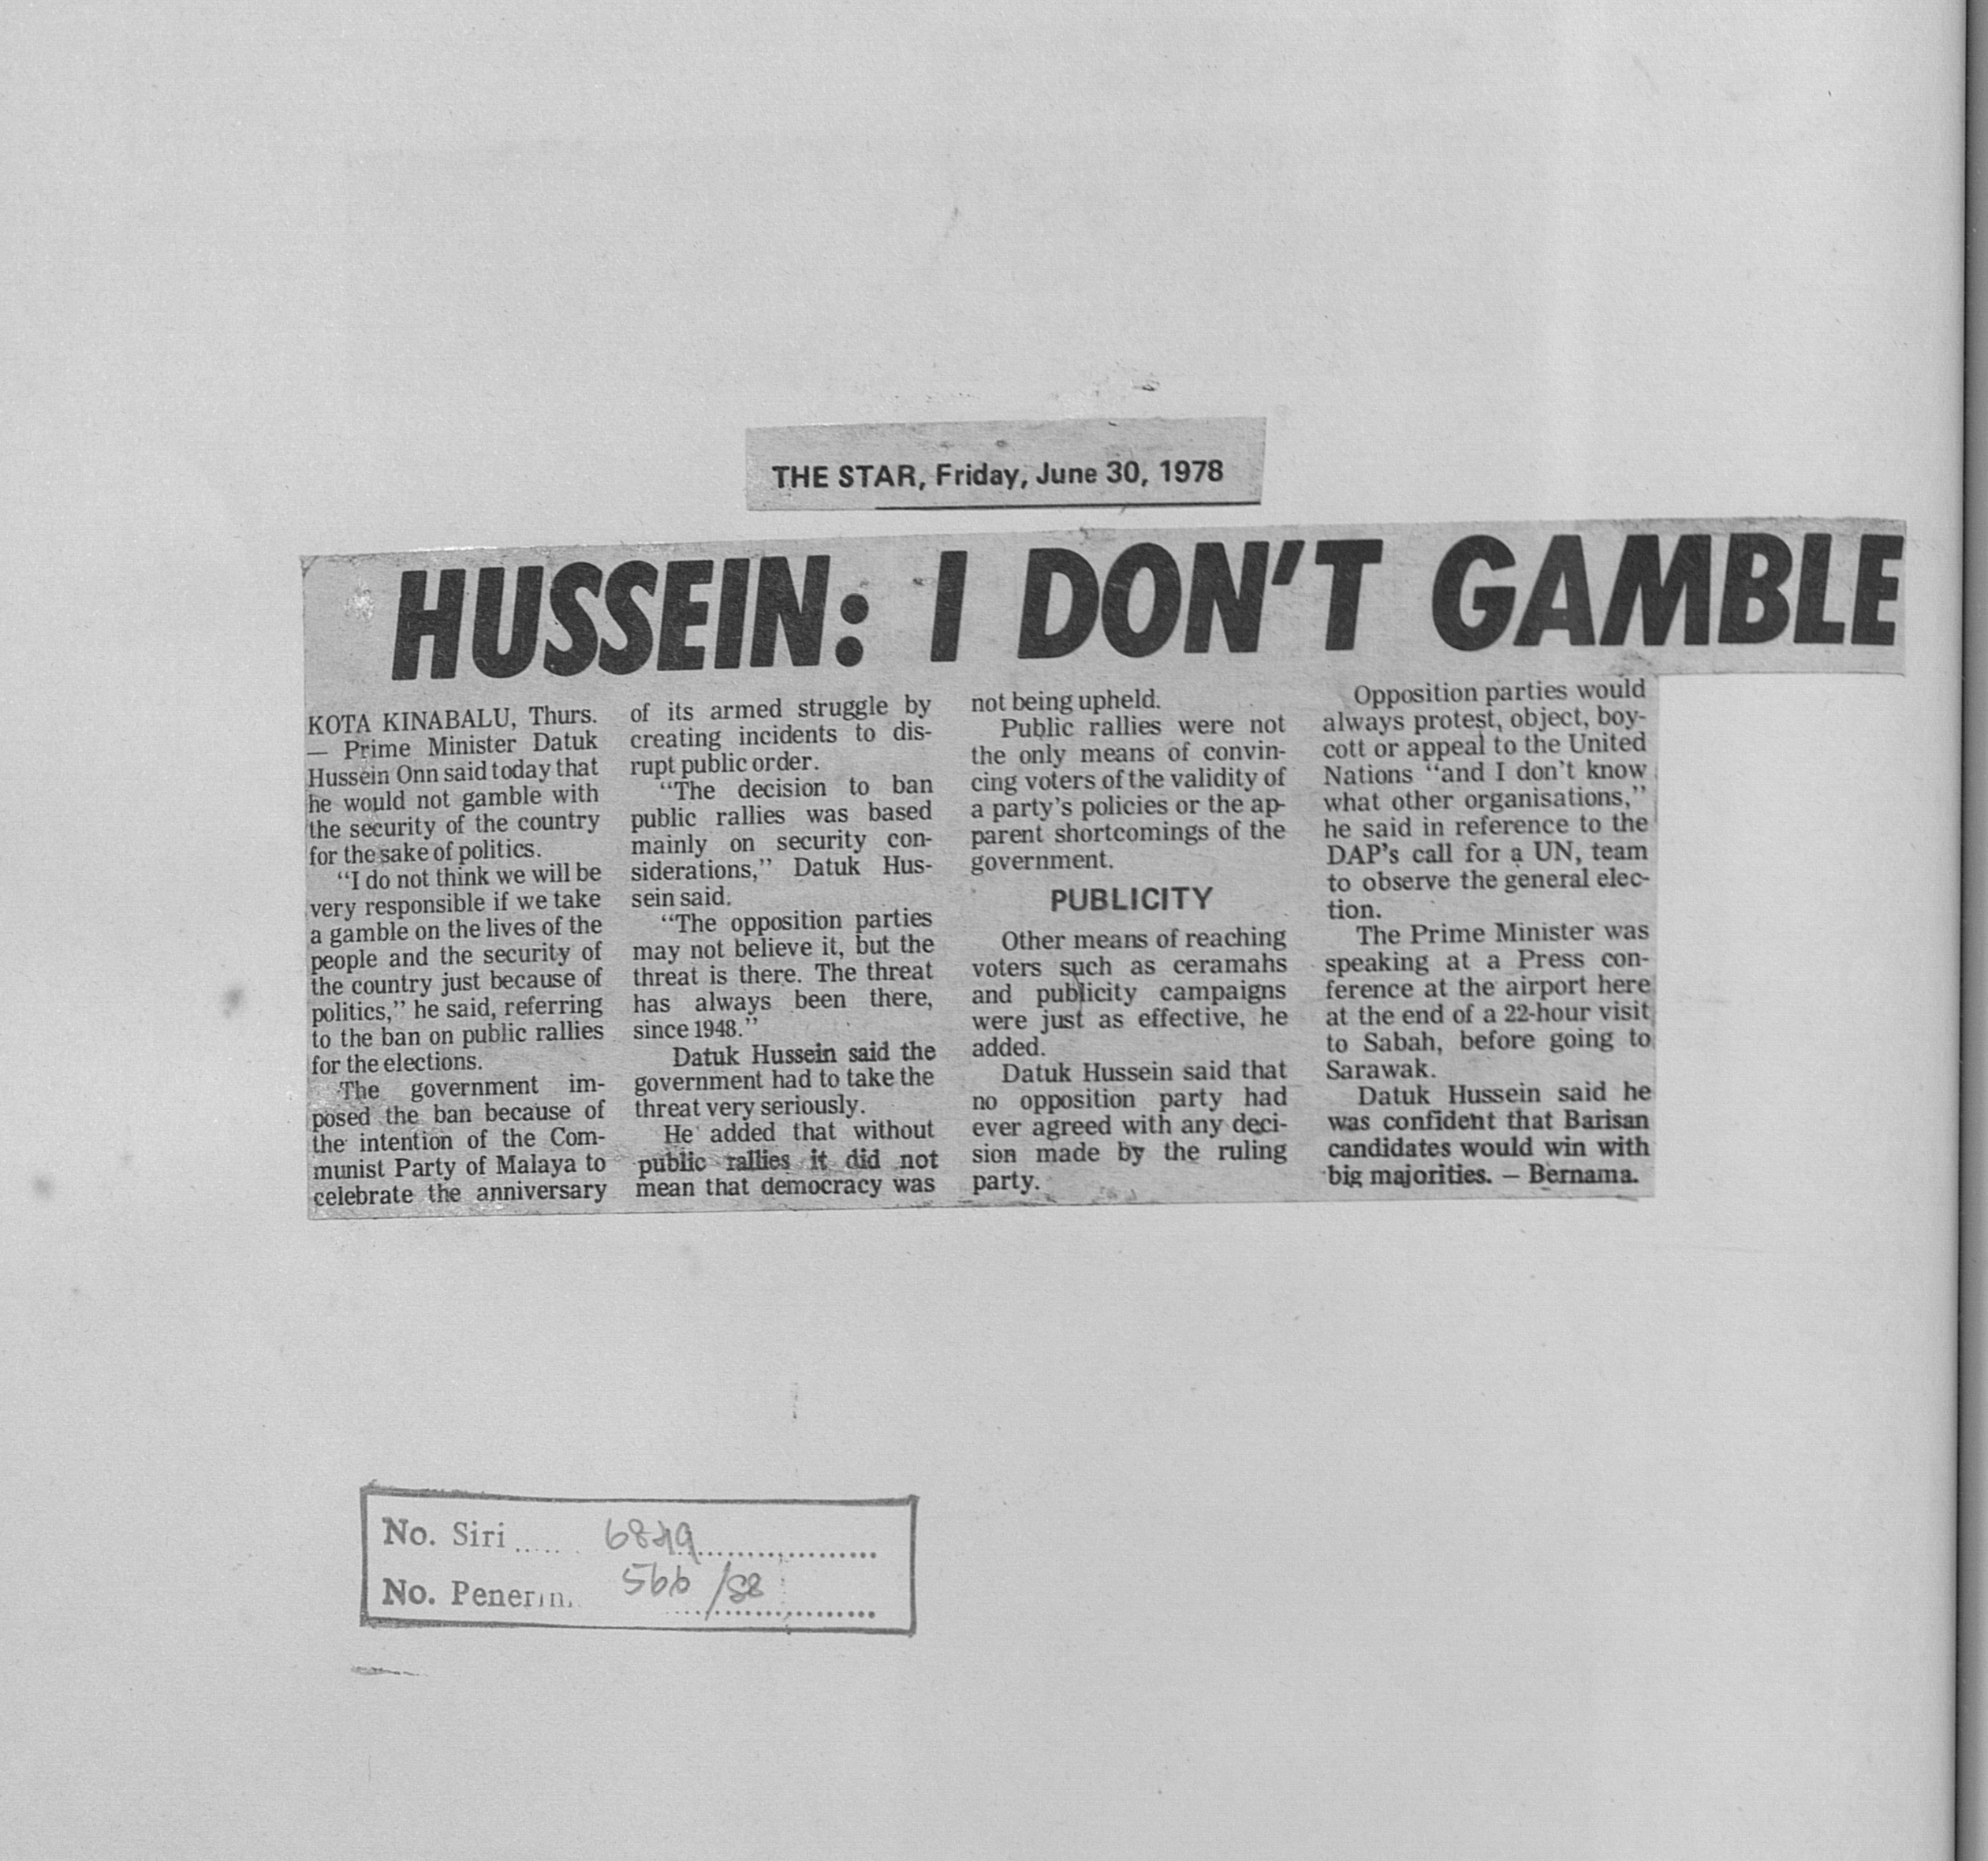 THE STAR, Friday, June 30, 1978
HUSSEIN: I DON'T GAMBLE
KOTA KINABALU, Thurs.
— Prime Minister Datuk
Hussein Onn said today that
he would not gamble with
the security of the country
for the sake of politics.
"I do not think we will be
very responsible if we take
a gamble on the lives of the
people and the security of
the country just because of
politics," he said, referring
to the ban on public rallies
for the elections.
The government im-
posed the ban because of
the intention of the Com-
munist Party of Malaya to
celebrate the anniversary
of its armed struggle by
creating incidents to dis-
rupt public order.
"The decision to ban
public rallies was based
mainly on security con-
siderations," Datuk Hus-
sein said.
"The opposition parties
may not believe it, but the
threat is there. The threat
has always been there,
since 1948."
Datuk Hussein said the
government had to take the
threat very seriously.
He added that without
public rallies it did not
mean that democracy was
not being upheld.
Public rallies were not
the only means of convin-
cing voters of the validity of
a party's policies or the ap-
parent shortcomings of the
government.
PUBLICITY
Other means of reaching
voters such as ceramahs
and publicity campaigns
were just as effective, he
added.
Datuk Hussein said that
no opposition party had
ever agreed with any deci-
sion made by the ruling
party.
Opposition parties would
always protest, object, boy-
cott or appeal to the United
Nations "and I don't know
what other organisations,"
he said in reference to the
DAP's call for a UN, team
to observe the general elec-
tion.
The Prime Minister was
speaking at a Press con-
ference at the airport here
at the end of a 22-hour visit
to Sabah, before going to
Sarawak.
Datuk Hussein said he
was confident that Barisan
candidates would win with
big majorities. — Bernama.
No. Siri
No. 566/88